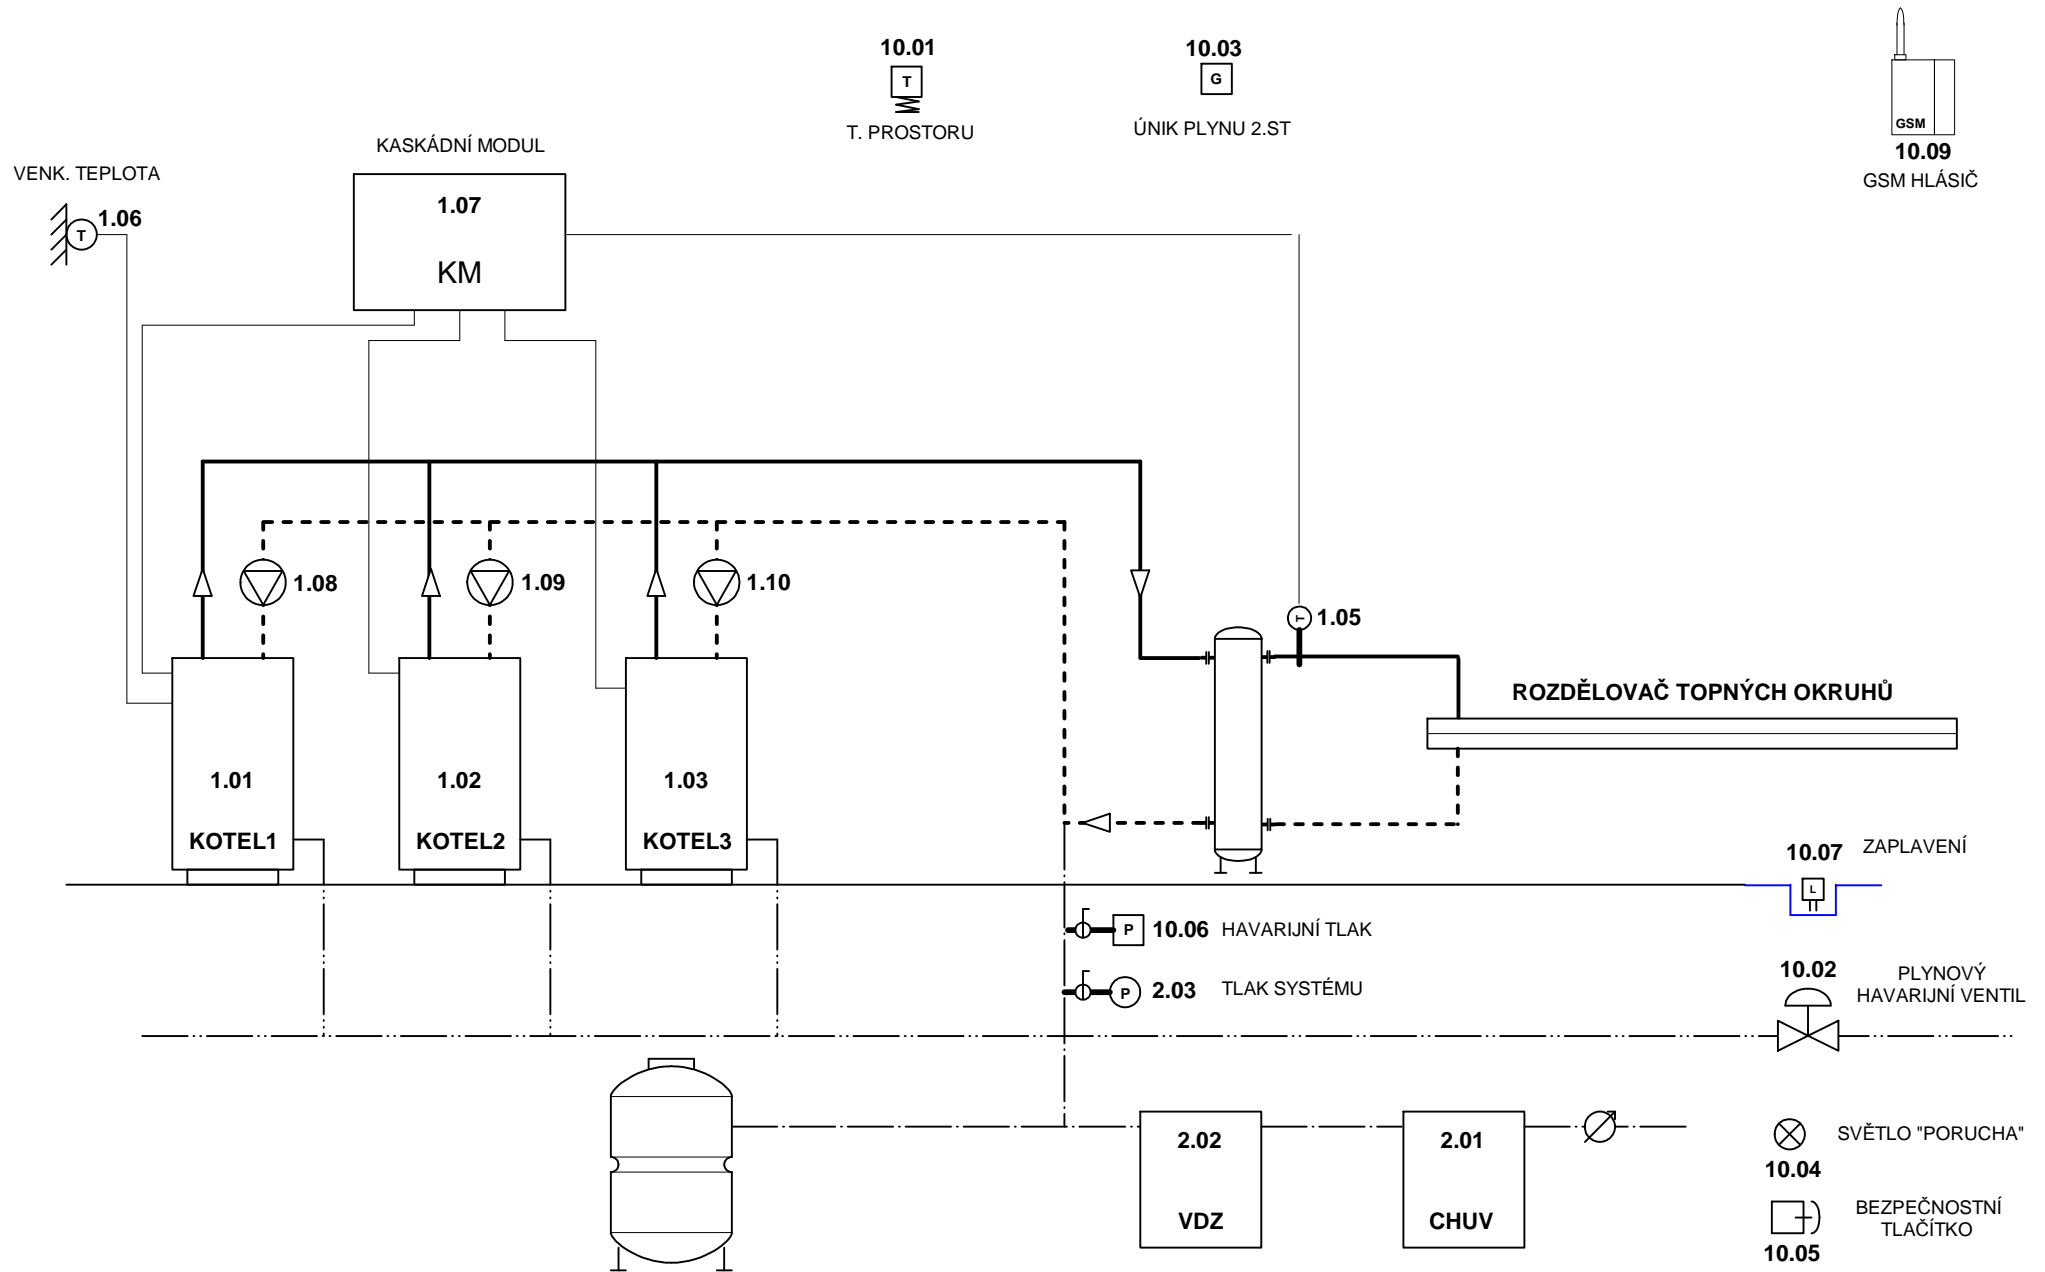 10.01
T
T. PROSTORU
10.03
G
ÚNIK PLYNU 2.ST
GSM
10.09
GSM HLÁSIČ
KASKÁDNÍ MODUL
1.07
KM
VENK. TEPLOTA
1.06
T
1.08
1.09
1.10
T
1.05
ROZDĚLOVAČ TOPNÝCH OKRUHŮ
1.01
KOTEL1
1.02
KOTEL2
1.03
KOTEL3
10.07
ZAPLAVENÍ
L
P
10.06
HAVARIJNÍ TLAK
P
2.03
TLAK SYSTÉMU
10.02
PLYNOVÝ
HAVARIJNÍ VENTIL
2.02
VDZ
2.01
CHUV
SVĚTLO "PORUCHA"
10.04
BEZPEČNOSTNÍ
TLAČÍTKO
10.05